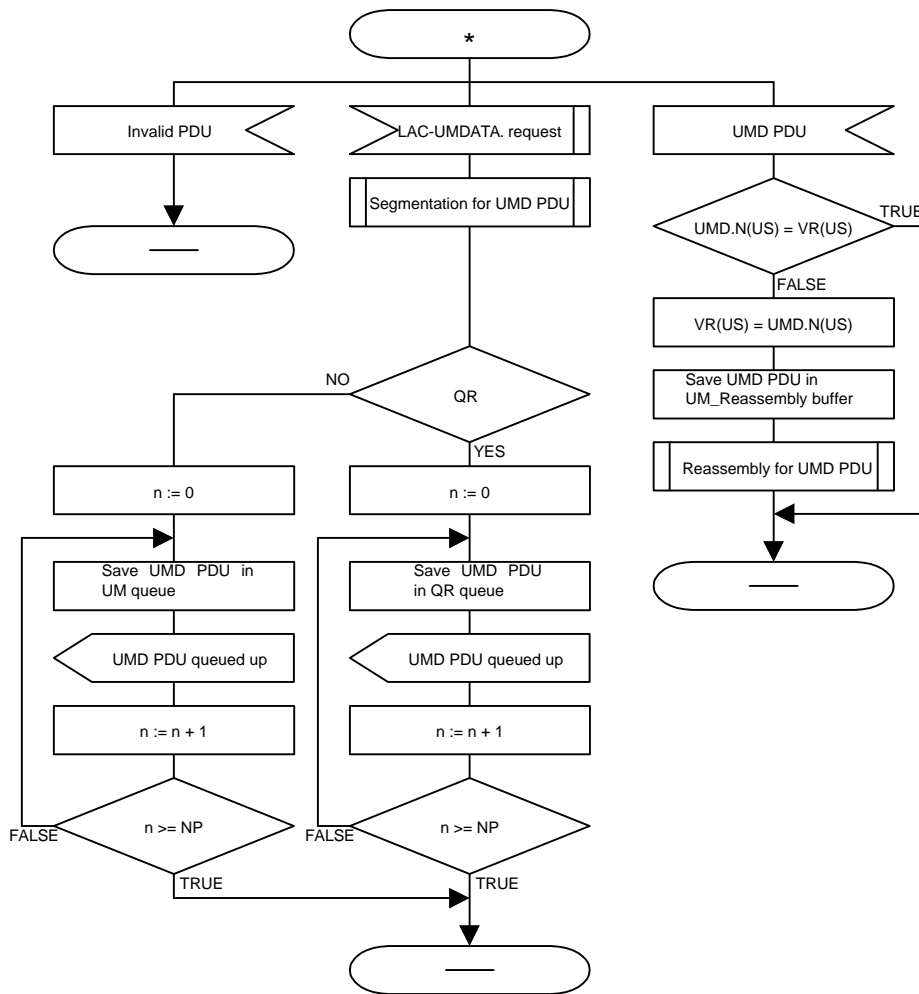 *
Invalid PDU
LAC-UMDATA. request
UMD PDU
Segmentation for UMD PDU
UMD.N(US) = VR(US)
TRUE
FALSE
VR(US) = UMD.N(US)
Save UMD PDU in
UM_Reassembly buffer
Reassembly for UMD PDU
QR
NO
YES
n := 0
n := 0
Save UMD PDU in
UM queue
Save UMD PDU
in QR queue
UMD PDU queued up
UMD PDU queued up
n := n + 1
n := n + 1
n >= NP
n >= NP
FALSE
FALSE
TRUE
TRUE